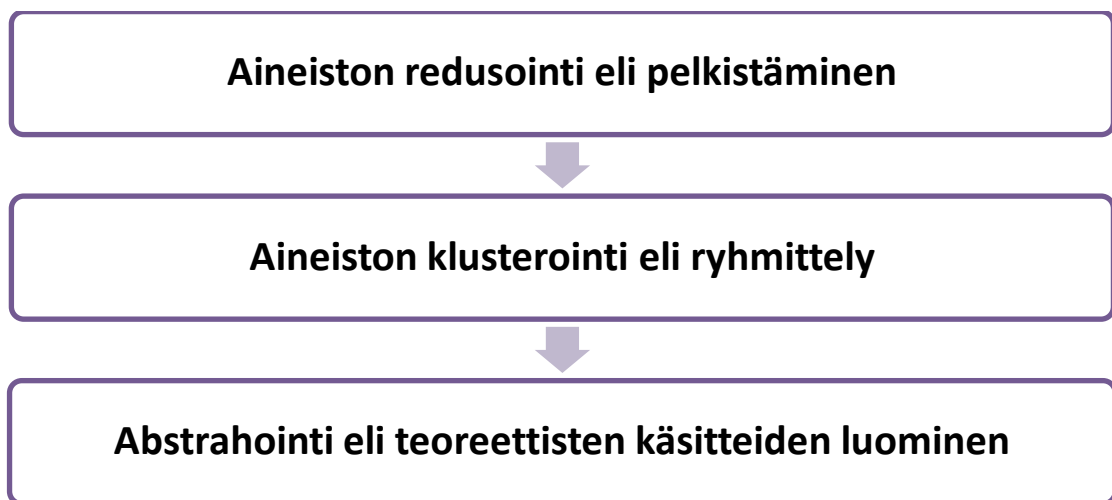 Aineiston redusointi eli pelkistäminen
Aineiston klusterointi eli ryhmittely
Abstrahointi eli teoreettisten käsitteiden luominen